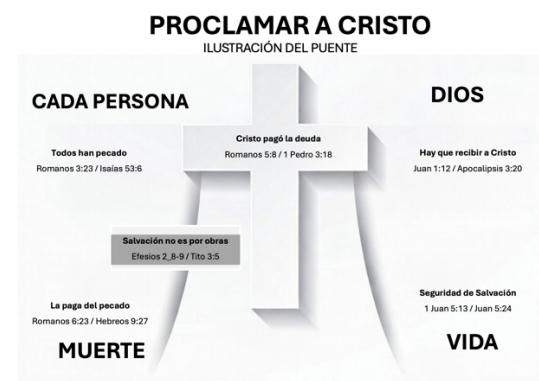 PROCLAMAR A CRISTO
ILUSTRACIÓN DEL PUENTE
CADA PERSONA
DIOS
Cristo pagó la deuda
Romanos 5:8 / 1 Pedro 3:18
Todos han pecado
Romanos 3:23 / Isaías 53:6
Hay que recibir a Cristo
Juan 1:12 / Apocalipsis 3:20
Salvación no es por obras
Efesios 2_8-9 / Tito 3:5
La paga del pecado
Romanos 6:23 / Hebreos 9:27
Seguridad de Salvación
1 Juan 5:13 / Juan 5:24
MUERTE
VIDA